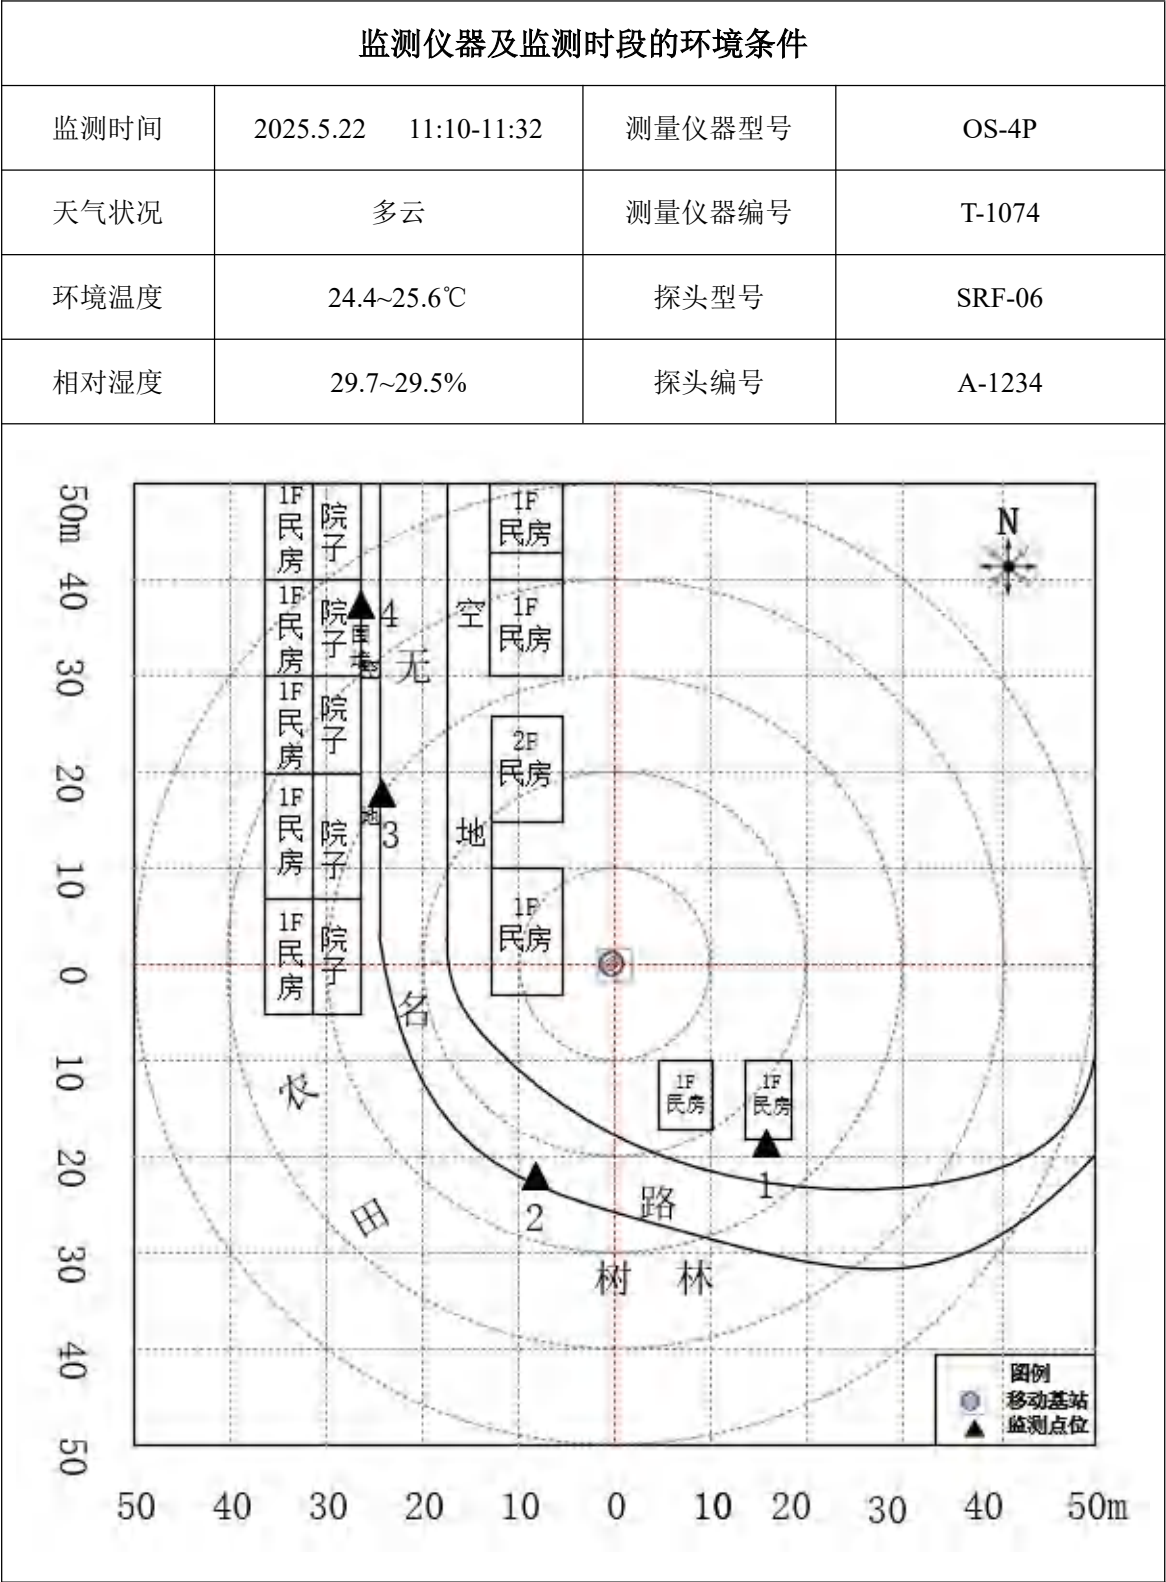 监测仪器及监测时段的环境条件
监测时间 2025.5.22 11:10-11:32 测量仪器型号 OS-4P
天气状况 多云 测量仪器编号 T-1074
环境温度 24.4~25.6℃ 探头型号 SRF-06
相对湿度 29.7~29.5% 探头编号 A-1234
50m
40
30
20
10
0
10
20
30
40
50
1F
民
房
院
子
1F
民
房
院
子
1F
民
房
院
子
1F
民
房
院
子
1F
民
房
院
子
4
3
地
无
名
路
空
地
1F
民房
1F
民房
2F
民房
1F
民房
N
1F
民房
1F
民房
1
2
农
田
树 林
图例
移动基站
监测点位
50 40 30 20 10 0 10 20 30 40 50m